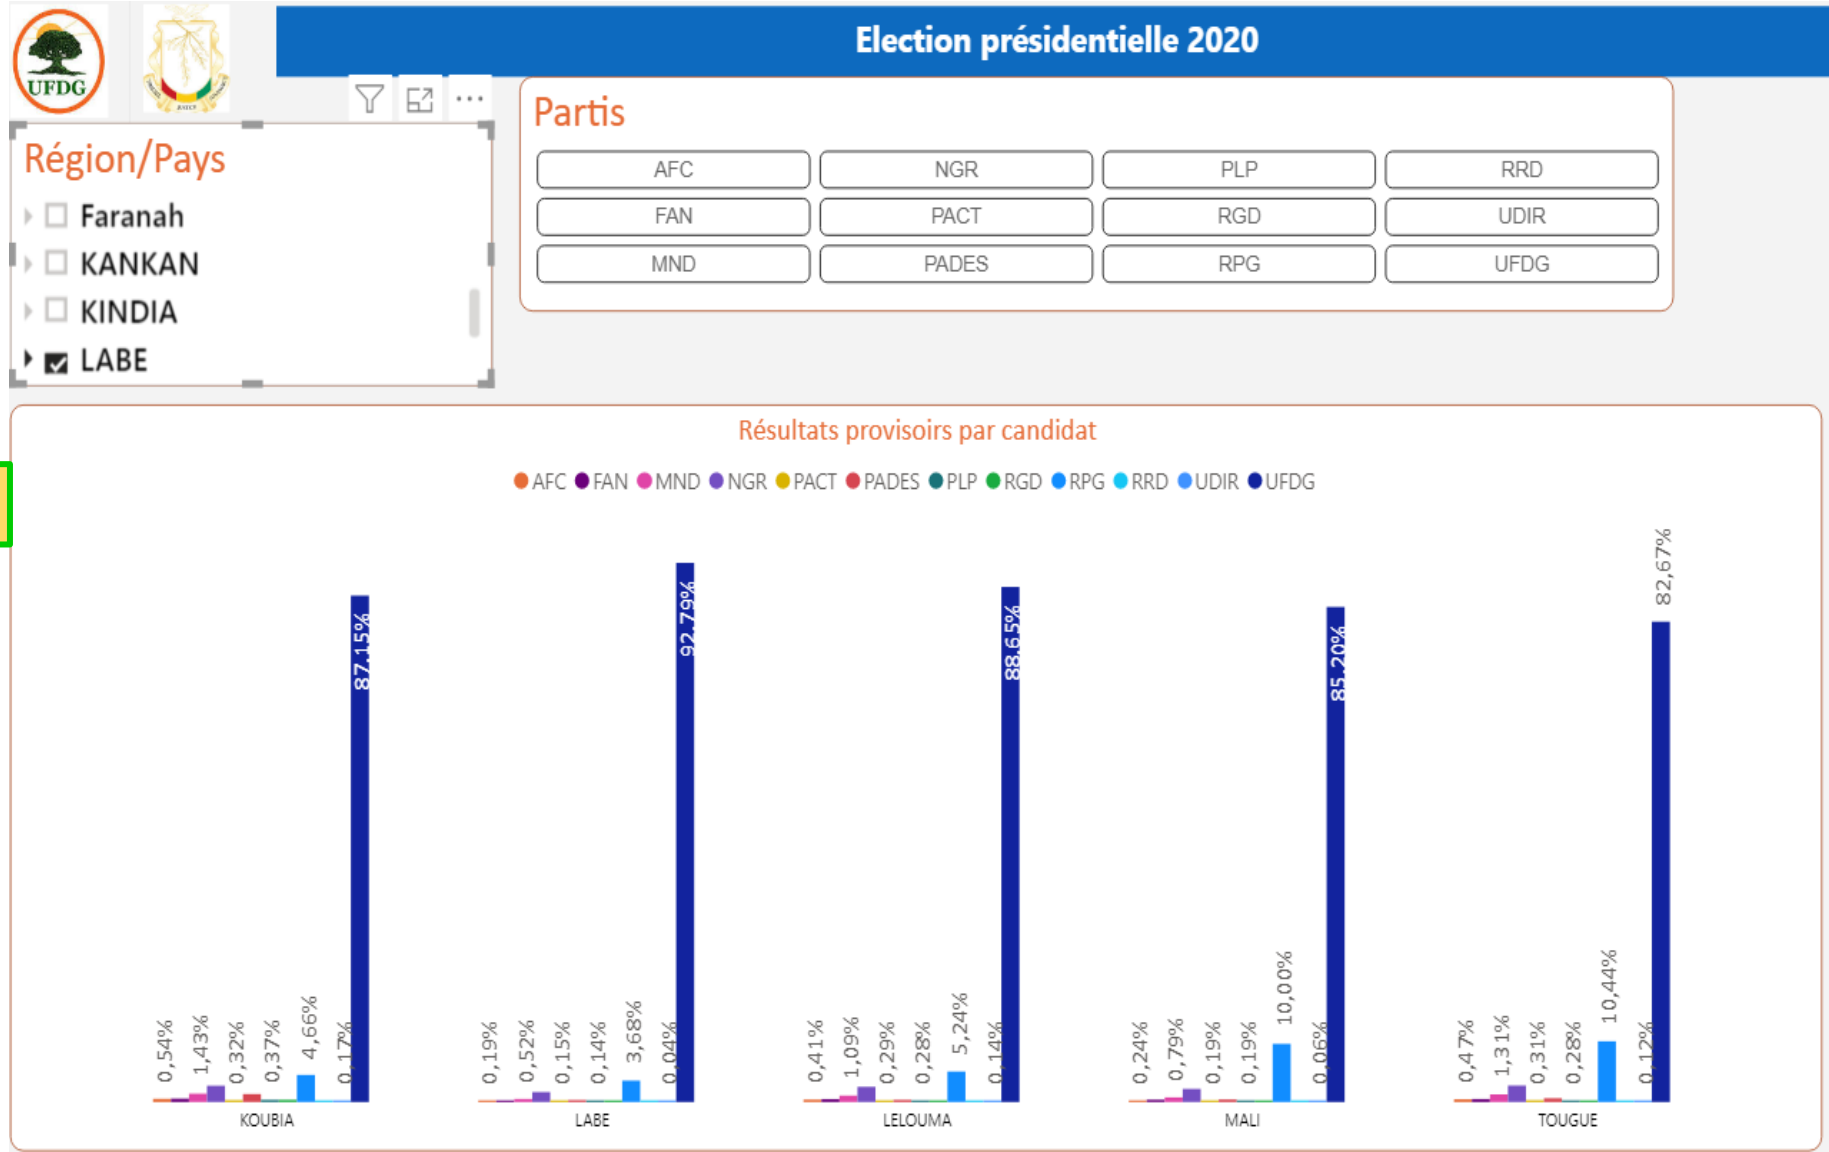 UFDG
Election présidentielle 2020
Région/Pays
Faranah
KANKAN
KINDIA
LABE
Partis
AFC NGR PLP RRD
FAN PACT RGD UDIR
MND PADES RPG UFDG
Résultats provisoirs par candidat
AFC FAN MND NGR PACT PADES PLP RGD RPG RRD UDIR UFDG
0,54% 1,43% 0,32% 0,37% 4,66% 0,17% 87,15%
0,19% 0,52% 0,15% 0,14% 3,68% 0,04% 92,79%
0,41% 1,09% 0,29% 0,28% 5,24% 0,14% 88,65%
0,24% 0,79% 0,19% 0,19% 10,00% 0,06% 85,20%
0,47% 1,31% 0,31% 0,28% 10,44% 0,12% 82,67%
KOUBIA LABE LELOUMA MALI TOUGUE